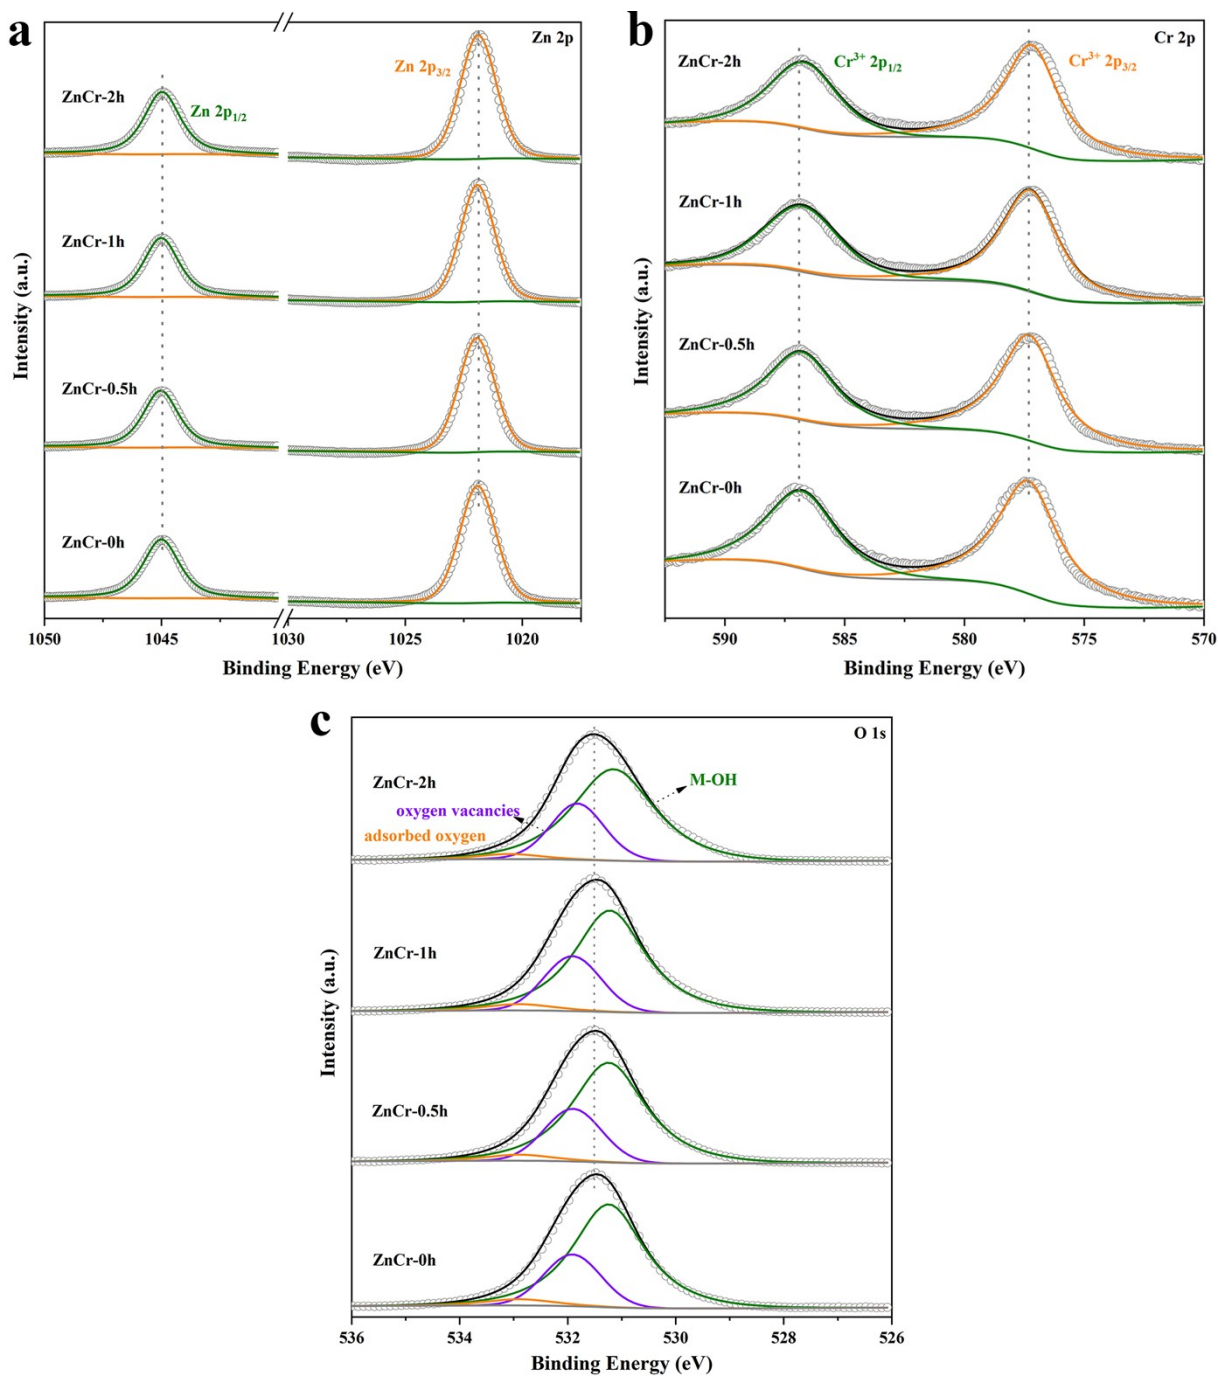 a
Zn 2p
Zn 2p3/2
ZnCr-2h
Zn 2p1/2
ZnCr-1h
ZnCr-0.5h
ZnCr-0h
Intensity (a.u.)
1050 1045 1030 1025 1020
Binding Energy (eV)
b
Cr 2p
ZnCr-2h
Cr³⁺ 2p1/2
Cr³⁺ 2p3/2
ZnCr-1h
ZnCr-0.5h
ZnCr-0h
Intensity (a.u.)
590 585 580 575 570
Binding Energy (eV)
c
O 1s
ZnCr-2h
M-OH
oxygen vacancies
adsorbed oxygen
ZnCr-1h
ZnCr-0.5h
ZnCr-0h
Intensity (a.u.)
536 534 532 530 528 526
Binding Energy (eV)